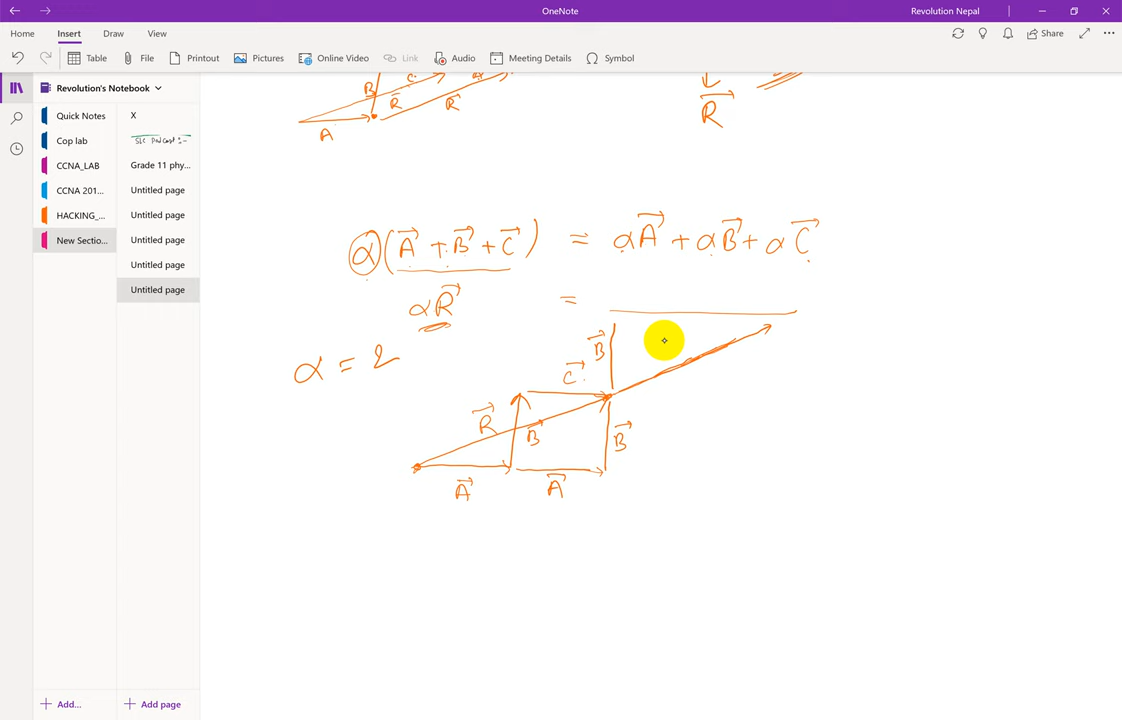 OneNote
Revolution Nepal
Home Insert Draw View
Share
Table File Printout Pictures Online Video Link Audio Meeting Details Symbol
Revolution's Notebook
Quick Notes
Cop lab
CCNA_LAB
CCNA 201...
HACKING_...
New Sectio...
X
Grade 11 phy...
Untitled page
Untitled page
Untitled page
Untitled page
Untitled page
B C
R R
A
R
α(A + B + C) = αA + αB + αC
αR =
α = 2
B
C
R B B
A A
Add...
Add page